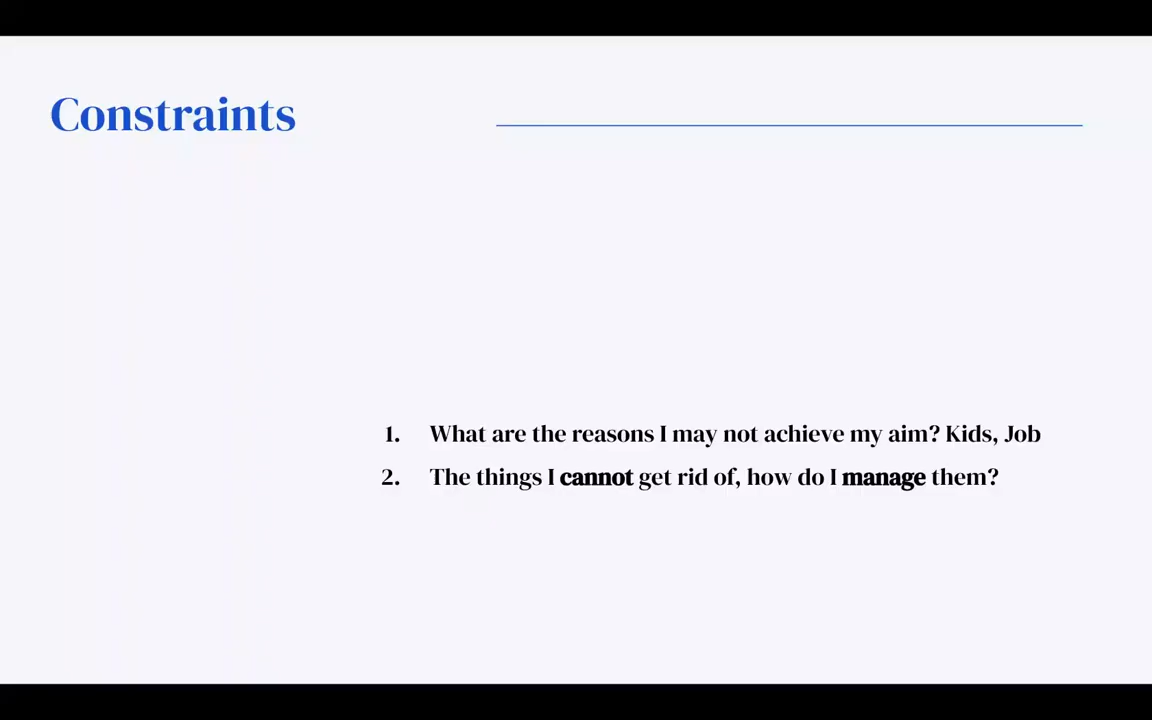 Constraints
1. What are the reasons I may not achieve my aim? Kids, Job
2. The things I cannot get rid of, how do I manage them?